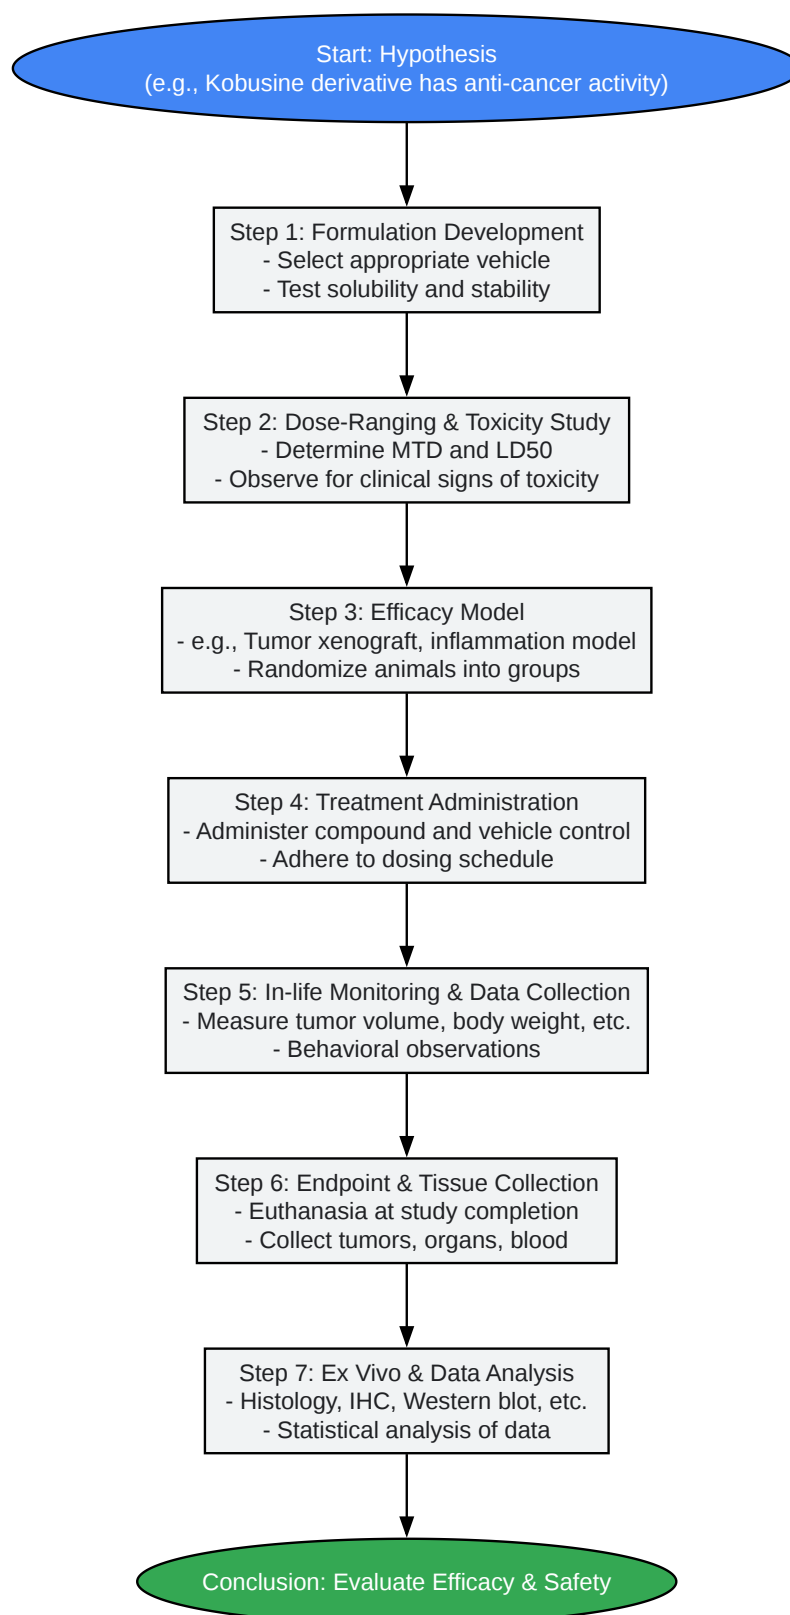 Start: Hypothesis
(e.g., Kobusine derivative has anti-cancer activity)
Step 1: Formulation Development
- Select appropriate vehicle
- Test solubility and stability
Step 2: Dose-Ranging & Toxicity Study
- Determine MTD and LD50
- Observe for clinical signs of toxicity
Step 3: Efficacy Model
- e.g., Tumor xenograft, inflammation model
- Randomize animals into groups
Step 4: Treatment Administration
- Administer compound and vehicle control
- Adhere to dosing schedule
Step 5: In-life Monitoring & Data Collection
- Measure tumor volume, body weight, etc.
- Behavioral observations
Step 6: Endpoint & Tissue Collection
- Euthanasia at study completion
- Collect tumors, organs, blood
Step 7: Ex Vivo & Data Analysis
- Histology, IHC, Western blot, etc.
- Statistical analysis of data
Conclusion: Evaluate Efficacy & Safety